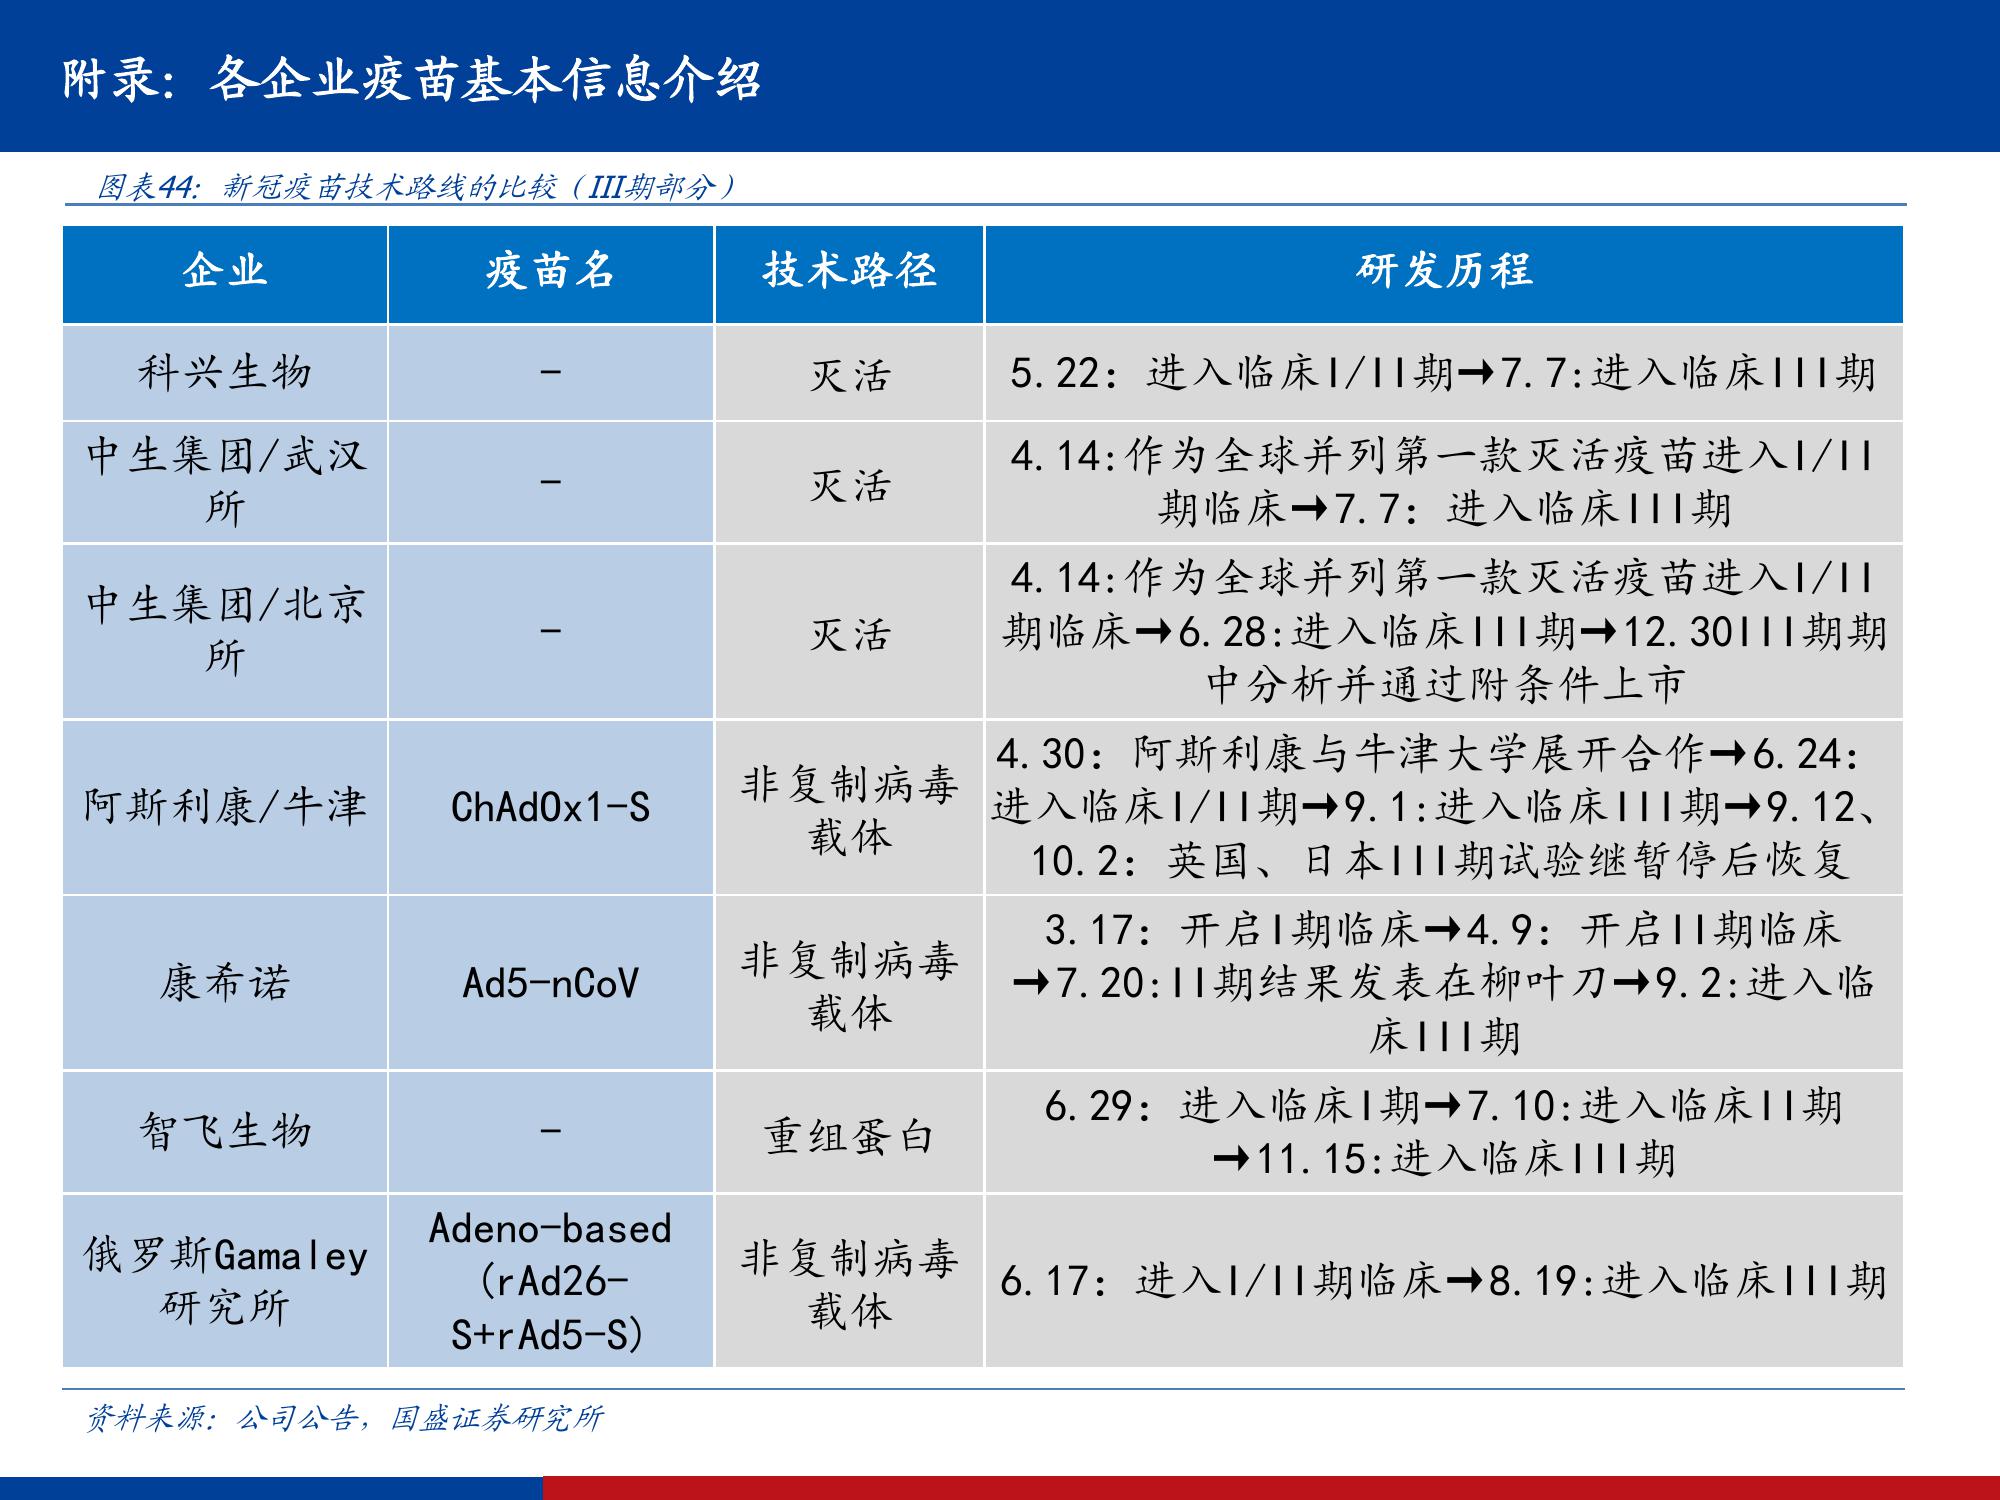 附录：各企业疫苗基本信息介绍
图表44：新冠疫苗技术路线的比较（III期部分）
企业 疫苗名 技术路径 研发历程
科兴生物 - 灭活 5.22：进入临床I/II期→7.7:进入临床III期
中生集团/武汉
所
-
灭活
4.14:作为全球并列第一款灭活疫苗进入I/II
期临床→7.7：进入临床III期
中生集团/北京
所
-
灭活
4.14:作为全球并列第一款灭活疫苗进入I/II
期临床→6.28:进入临床III期→12.30III期期
中分析并通过附条件上市
阿斯利康/牛津
ChAdOx1-S
非复制病毒
载体
4.30：阿斯利康与牛津大学展开合作→6.24：
进入临床I/II期→9.1:进入临床III期→9.12、
10.2：英国、日本III期试验继暂停后恢复
康希诺
Ad5-nCoV
非复制病毒
载体
3.17：开启I期临床→4.9：开启II期临床
→7.20:II期结果发表在柳叶刀→9.2:进入临
床III期
智飞生物
-
重组蛋白
6.29：进入临床I期→7.10:进入临床II期
→11.15:进入临床III期
俄罗斯Gamaley
研究所
Adeno-based
(rAd26-
S+rAd5-S)
非复制病毒
载体
6.17：进入I/II期临床→8.19:进入临床III期
资料来源：公司公告，国盛证券研究所